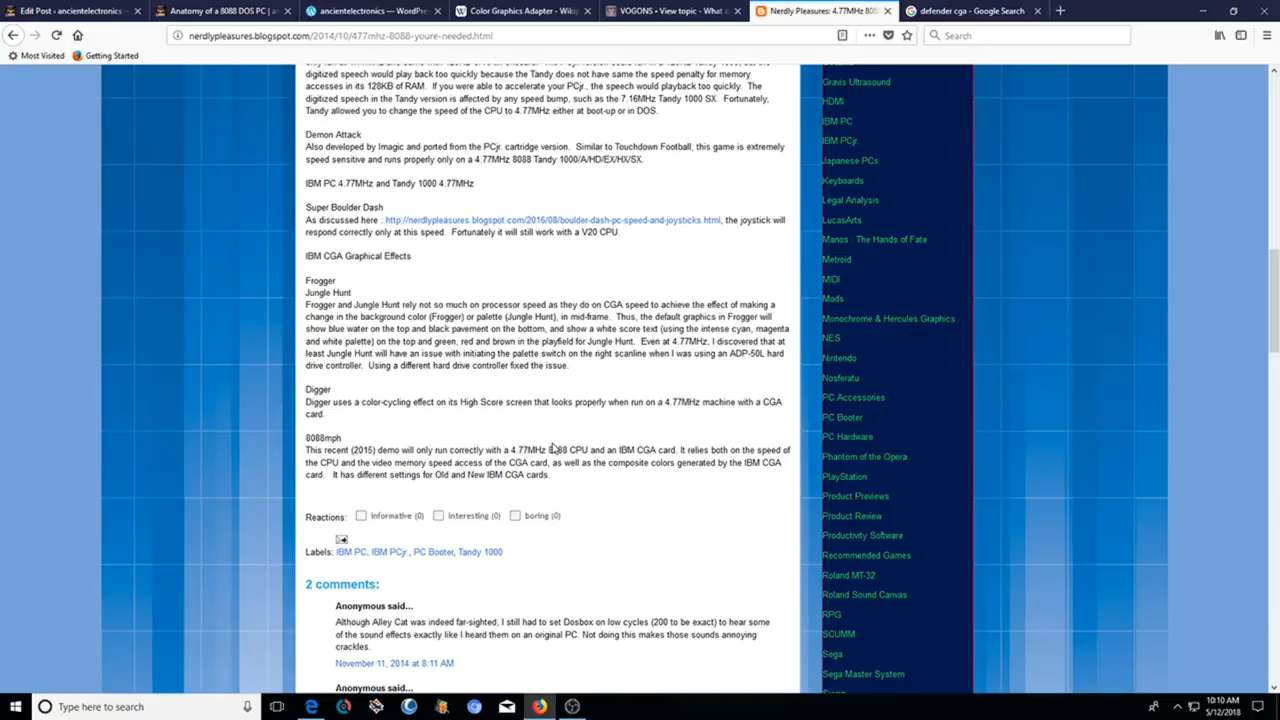 Edit Post ‹ ancientelectronics —
Anatomy of a 8088 DOS PC | an
ancientelectronics — WordPres
Color Graphics Adapter - Wikip
VOGONS • View topic - What a
Nerdly Pleasures: 4.77MHz 808
defender cga - Google Search
nerdlypleasures.blogspot.com/2014/10/477mhz-8088-youre-needed.html
Search
Most Visited
Getting Started
digitized speech would play back too quickly because the Tandy does not have same the speed penalty for memory
accesses in its 128KB of RAM. If you were able to accelerate your PCjr, the speech would playback too quickly. The
digitized speech in the Tandy version is affected by any speed bump, such as the 7.16MHz Tandy 1000 SX. Fortunately,
Tandy allowed you to change the speed of the CPU to 4.77MHz either at boot-up or in DOS.
Demon Attack
Also developed by Imagic and ported from the PCjr. cartridge version. Similar to Touchdown Football, this game is extremely
speed sensitive and runs properly only on a 4.77MHz 8088 Tandy 1000/A/HD/EX/HX/SX.
IBM PC 4.77MHz and Tandy 1000 4.77MHz
Super Boulder Dash
As discussed here : http://nerdlypleasures.blogspot.com/2016/08/boulder-dash-pc-speed-and-joysticks.html, the joystick will
respond correctly only at this speed. Fortunately it will still work with a V20 CPU.
IBM CGA Graphical Effects
Frogger
Jungle Hunt
Frogger and Jungle Hunt rely not so much on processor speed as they do on CGA speed to achieve the effect of making a
change in the background color (Frogger) or palette (Jungle Hunt), in mid-frame. Thus, the default graphics in Frogger will
show blue water on the top and black pavement on the bottom, and show a white score text (using the intense cyan, magenta
and white palette) on the top and green, red and brown in the playfield for Jungle Hunt. Even at 4.77MHz, I discovered that at
least Jungle Hunt will have an issue with initiating the palette switch on the right scanline when I was using an ADP-50L hard
drive controller. Using a different hard drive controller fixed the issue.
Digger
Digger uses a color-cycling effect on its High Score screen that looks properly when run on a 4.77MHz machine with a CGA
card.
8088mph
This recent (2015) demo will only run correctly with a 4.77MHz 8088 CPU and an IBM CGA card. It relies both on the speed of
the CPU and the video memory speed access of the CGA card, as well as the composite colors generated by the IBM CGA
card. It has different settings for Old and New IBM CGA cards.
Reactions: informative (0) interesting (0) boring (0)
Labels: IBM PC, IBM PCjr., PC Booter, Tandy 1000
2 comments:
Anonymous said...
Although Alley Cat was indeed far-sighted, I still had to set Dosbox on low cycles (200 to be exact) to hear some
of the sound effects exactly like I heard them on an original PC. Not doing this makes those sounds annoying
crackles.
November 11, 2014 at 8:11 AM
Anonymous said...
Gravis Ultrasound
HDMI
IBM PC
IBM PCjr.
Japanese PCs
Keyboards
Legal Analysis
LucasArts
Manos : The Hands of Fate
Metroid
MIDI
Mods
Monochrome & Hercules Graphics
NES
Nintendo
Nosferatu
PC Accessories
PC Booter
PC Hardware
Phantom of the Opera
PlayStation
Product Previews
Product Review
Productivity Software
Recommended Games
Roland MT-32
Roland Sound Canvas
RPG
SCUMM
Sega
Sega Master System
Type here to search
10:10 AM
5/12/2018